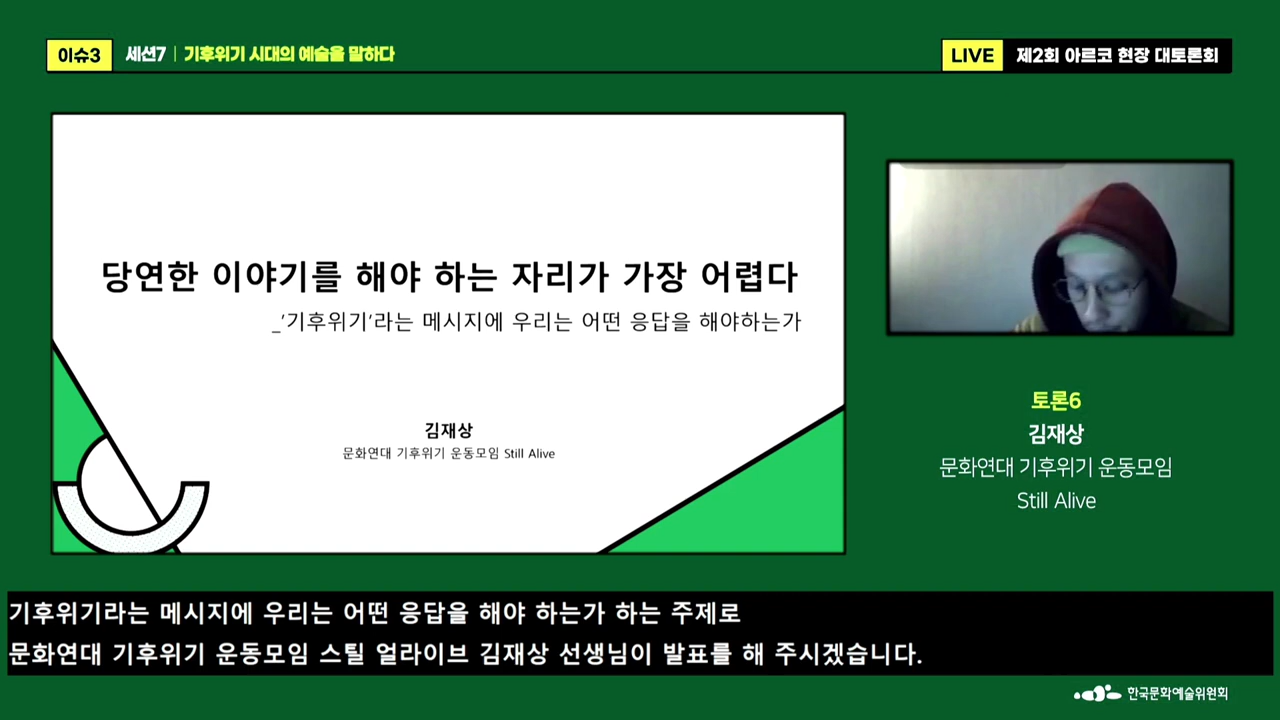 이슈3
세션7 | 기후위기 시대의 예술을 말하다
LIVE
제2회 아르코 현장 대토론회
당연한 이야기를 해야 하는 자리가 가장 어렵다
_'기후위기'라는 메시지에 우리는 어떤 응답을 해야하는가
김재상
문화연대 기후위기 운동모임 Still Alive
토론6
김재상
문화연대 기후위기 운동모임
Still Alive
기후위기라는 메시지에 우리는 어떤 응답을 해야 하는가 하는 주제로
문화연대 기후위기 운동모임 스틸 얼라이브 김재상 선생님이 발표를 해 주시겠습니다.
한국문화예술위원회